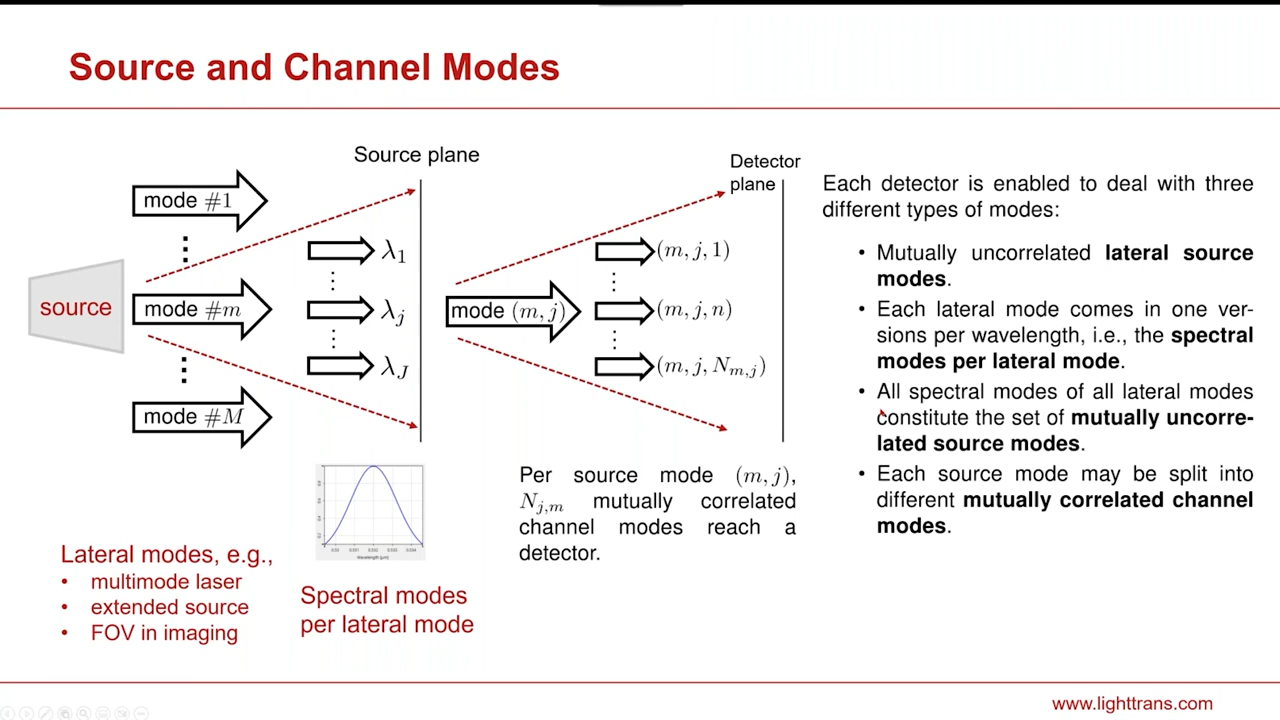 Source and Channel Modes
Source plane
Detector
plane
mode #1
⋮
mode #m
⋮
mode #M
source
λ₁
⋮
λⱼ
⋮
λ_J
mode (m, j)
(m, j, 1)
⋮
(m, j, n)
⋮
(m, j, N_{m,j})
Wavelength [μm]
Lateral modes, e.g.,
• multimode laser
• extended source
• FOV in imaging
Spectral modes
per lateral mode
Per source mode (m, j),
N_{j,m} mutually correlated
channel modes reach a
detector.
Each detector is enabled to deal with three
different types of modes:
• Mutually uncorrelated lateral source
modes.
• Each lateral mode comes in one ver-
sions per wavelength, i.e., the spectral
modes per lateral mode.
• All spectral modes of all lateral modes
constitute the set of mutually uncorre-
lated source modes.
• Each source mode may be split into
different mutually correlated channel
modes.
www.lighttrans.com